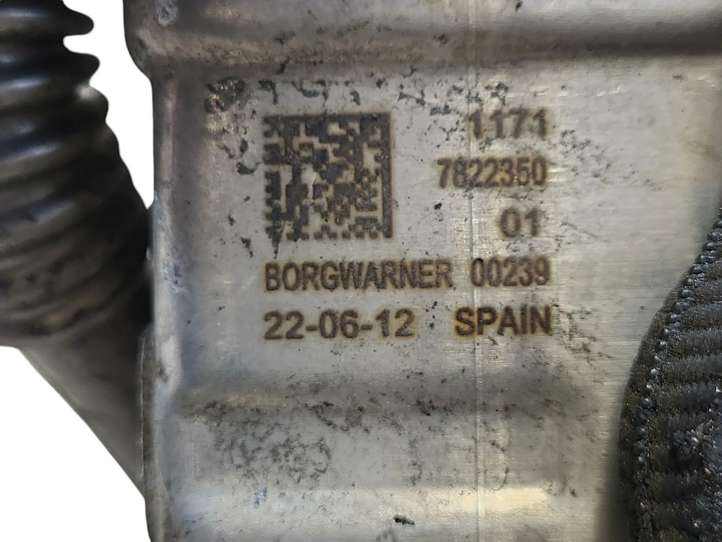 1171
7822350
01
BORGWARNER 00239
22-06-12 SPAIN